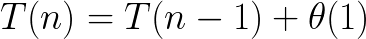 T(n) = T(n − 1) + θ(1)